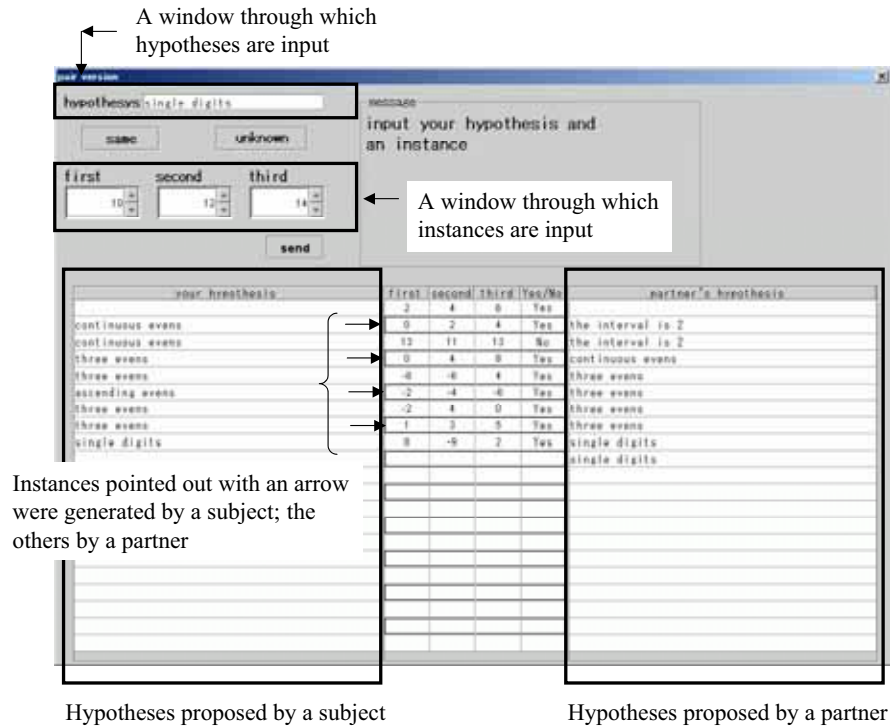 A window through which
hypotheses are input
pair version
hypothesys single digits
message
input your hypothesis and
an instance
same unknown
first second third
10 12 14
A window through which
instances are input
send
your hypothesis first second third Yes/No partner's hypothesis
2 4 6 Yes
continuous evens 0 2 4 Yes the interval is 2
continuous evens 13 11 13 No the interval is 2
three evens 0 4 8 Yes continuous evens
three evens 4 Yes three evens
ascending evens -2 -4 -6 Yes three evens
three evens -2 4 0 Yes three evens
three evens 1 3 5 Yes three evens
single digits 8 -9 2 Yes single digits
single digits
Instances pointed out with an arrow
were generated by a subject; the
others by a partner
Hypotheses proposed by a subject
Hypotheses proposed by a partner